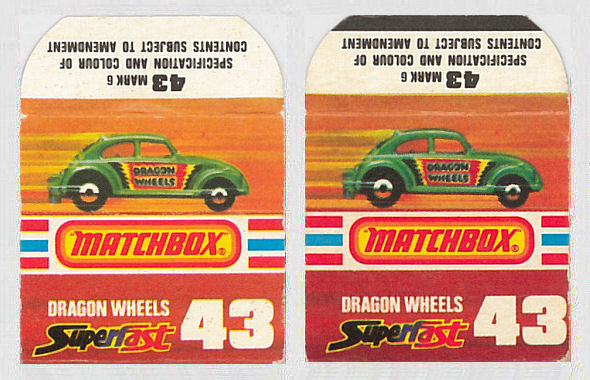 43 MARK 6
SPECIFICATION AND COLOUR OF
CONTENTS SUBJECT TO AMENDMENT
DRAGON
WHEELS
"MATCHBOX"®
DRAGON WHEELS
Superfast 43
43 MARK 6
SPECIFICATION AND COLOUR OF
CONTENTS SUBJECT TO AMENDMENT
DRAGON
WHEELS
"MATCHBOX"®
DRAGON WHEELS
Superfast 43